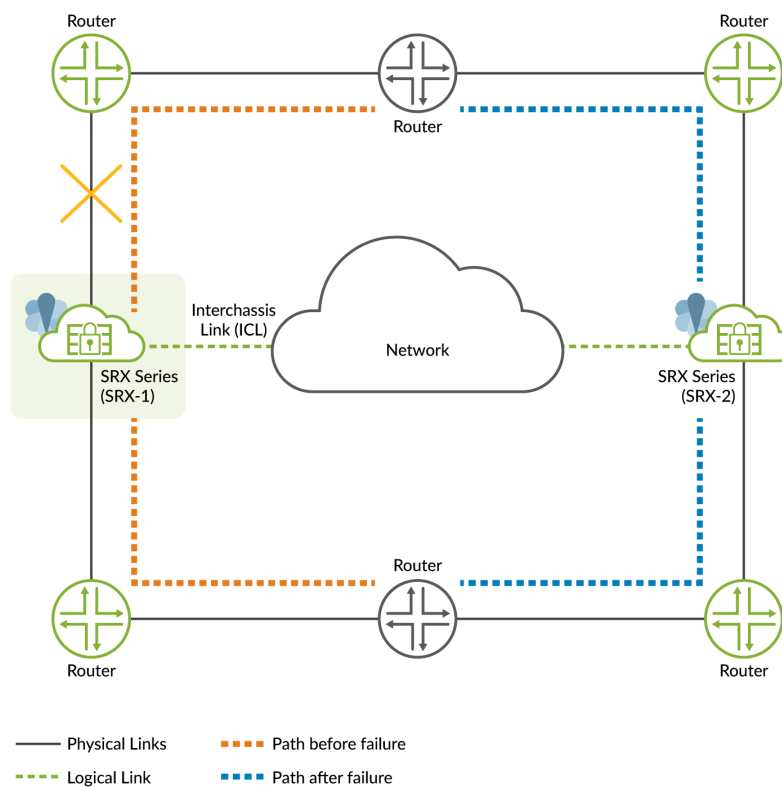 Router
Router
Router
Interchassis
Link (ICL)
Network
SRX Series
(SRX-1)
SRX Series
(SRX-2)
Router
Router
Router
Physical Links
Path before failure
Logical Link
Path after failure